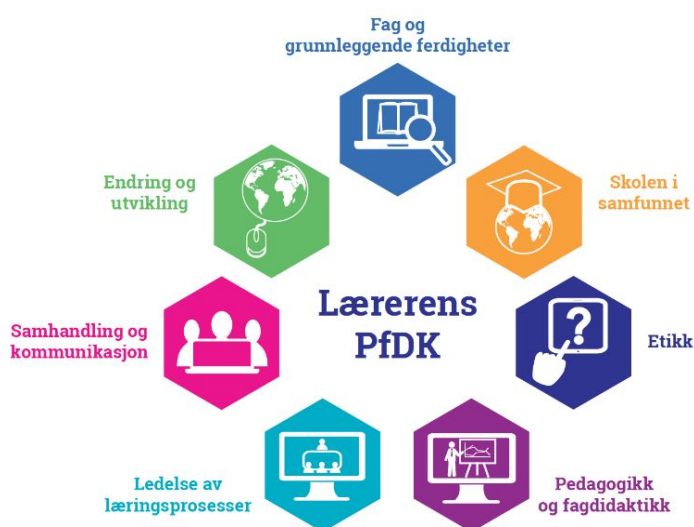 Fag og
grunnleggende ferdigheter
Endring og
utvikling
Skolen i
samfunnet
Lærerens
PfDK
Samhandling og
kommunikasjon
Etikk
Ledelse av
læringsprosesser
Pedagogikk
og fagdidaktikk